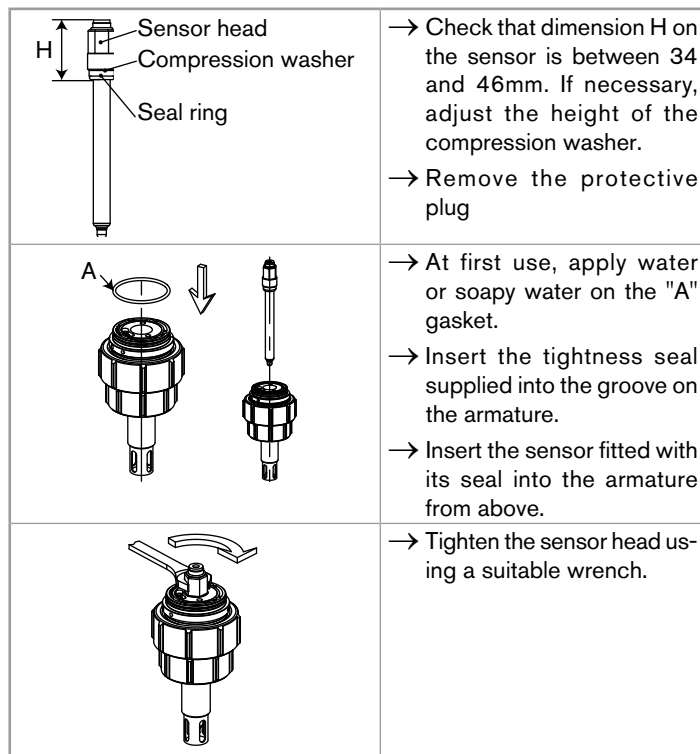 H
Sensor head
Compression washer
Seal ring
→ Check that dimension H on
the sensor is between 34
and 46mm. If necessary,
adjust the height of the
compression washer.
→ Remove the protective
plug
A
→ At first use, apply water
or soapy water on the "A"
gasket.
→ Insert the tightness seal
supplied into the groove on
the armature.
→ Insert the sensor fitted with
its seal into the armature
from above.
→ Tighten the sensor head us-
ing a suitable wrench.